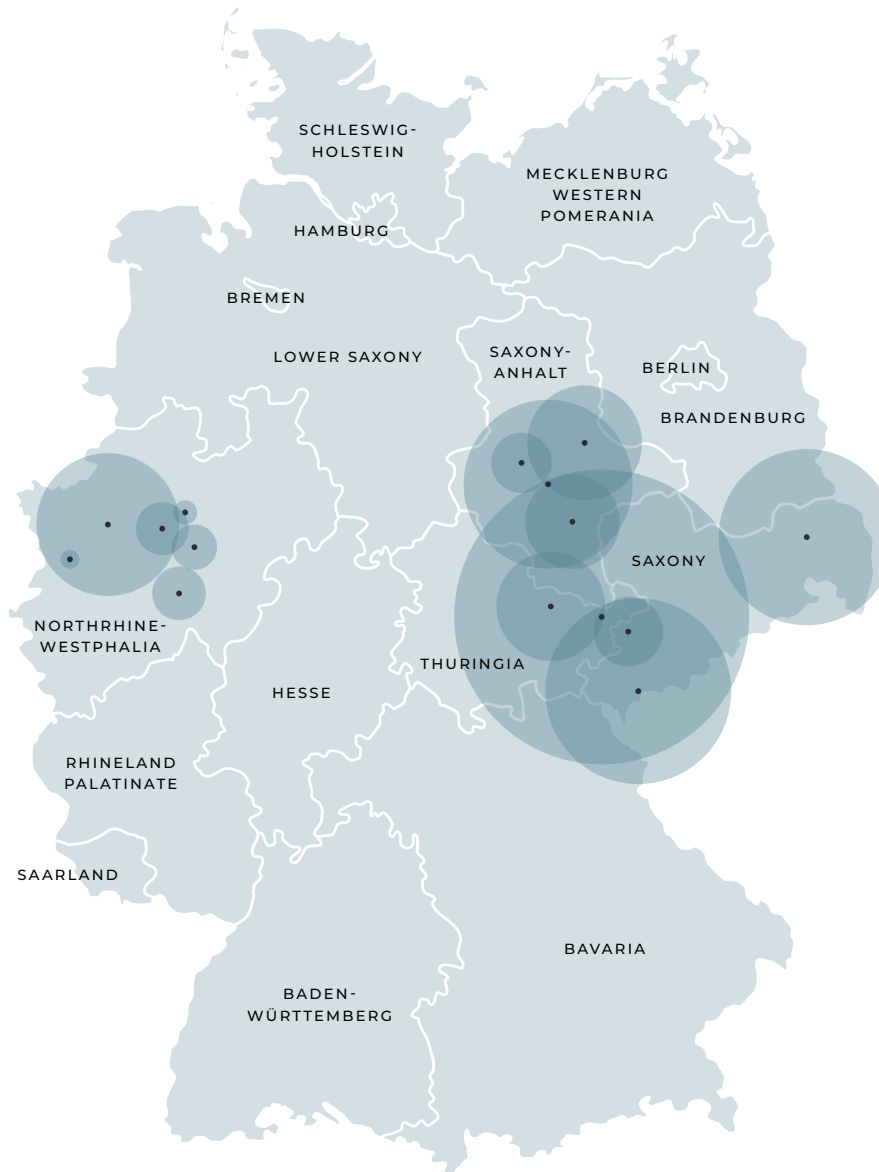 SCHLESWIG-
HOLSTEIN
MECKLENBURG
WESTERN
POMERANIA
HAMBURG
BREMEN
LOWER SAXONY
SAXONY-
ANHALT
BERLIN
BRANDENBURG
SAXONY
NORTHRHINE-
WESTPHALIA
THURINGIA
HESSE
RHINELAND
PALATINATE
SAARLAND
BAVARIA
BADEN-
WÜRTTEMBERG